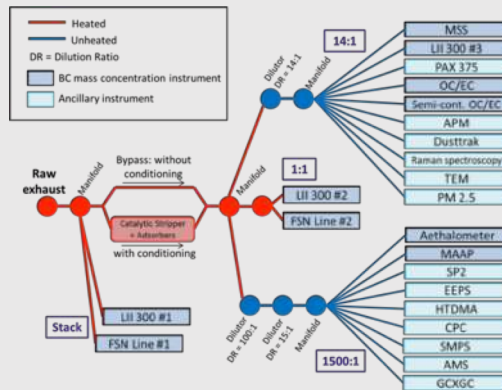 Heated
Unheated
DR = Dilution Ratio
BC mass concentration instrument
Ancillary instrument
14:1
Dilutor
DR = 14:1
Manifold
MSS
LII 300 #3
PAX 375
OC/EC
Semi-cont. OC/EC
APM
Dusttrak
Raman spectroscopy
TEM
PM 2.5
Raw
exhaust
Manifold
Bypass: without
conditioning
Catalytic Stripper
+ Adsorbers
with conditioning
Manifold
1:1
LII 300 #2
FSN Line #2
Stack
LII 300 #1
FSN Line #1
Dilutor
DR = 100:1
Dilutor
DR = 15:1
Manifold
1500:1
Aethalometer
MAAP
SP2
EEPS
HTDMA
CPC
SMPS
AMS
GCXGC